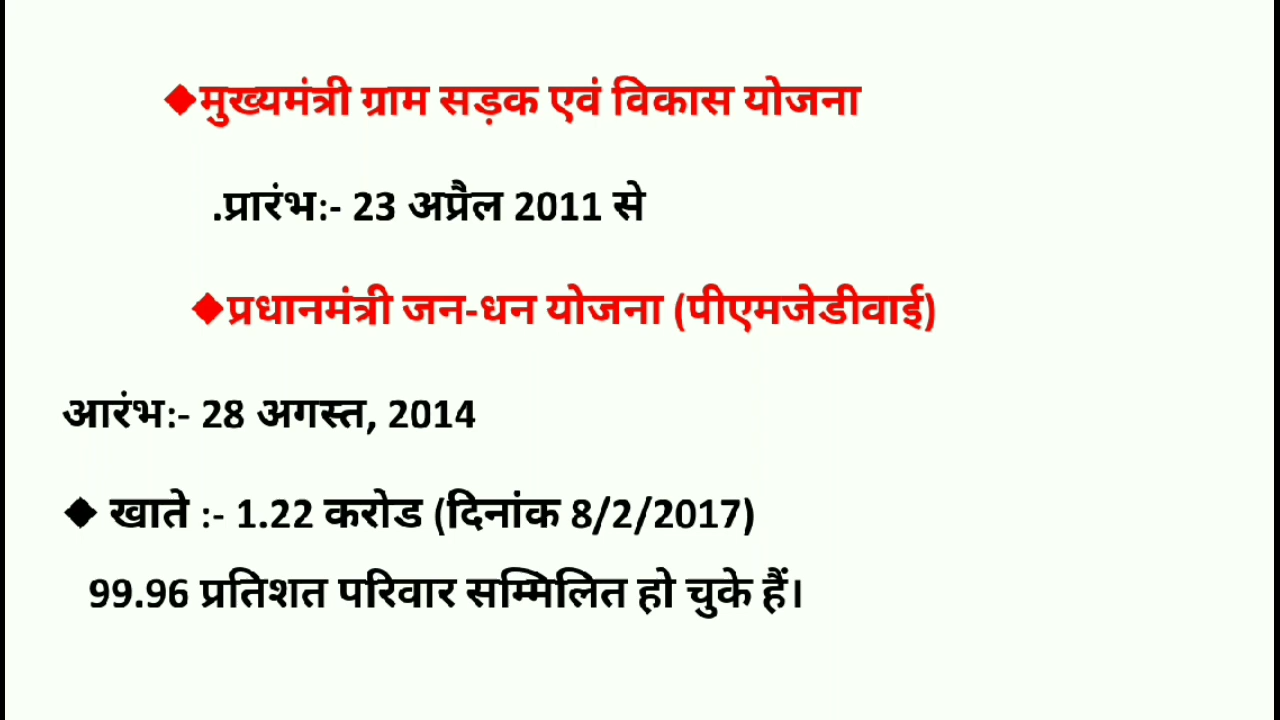 ◆मुख्यमंत्री ग्राम सड़क एवं विकास योजना
.प्रारंभ:- 23 अप्रैल 2011 से
◆प्रधानमंत्री जन-धन योजना (पीएमजेडीवाई)
आरंभ:- 28 अगस्त, 2014
◆ खाते :- 1.22 करोड (दिनांक 8/2/2017)
99.96 प्रतिशत परिवार सम्मिलित हो चुके हैं।